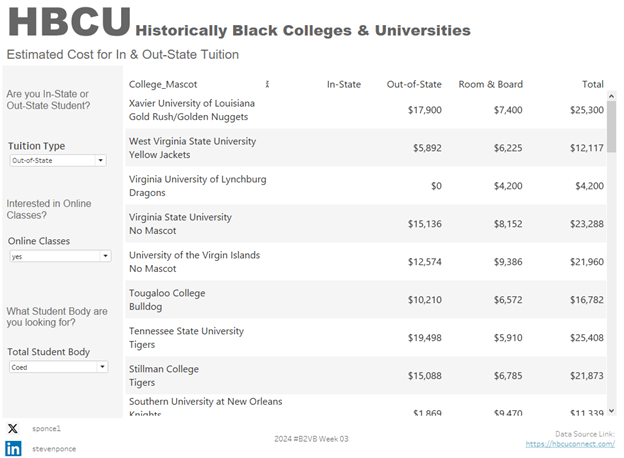 HBCU Historically Black Colleges & Universities
Estimated Cost for In & Out-State Tuition
Are you In-State or
Out-State Student?
Tuition Type
Out-of-State
Interested in Online
Classes?
Online Classes
yes
What Student Body are
you looking for?
Total Student Body
Coed
College_Mascot In-State Out-of-State Room & Board Total
Xavier University of Louisiana
Gold Rush/Golden Nuggets $17,900 $7,400 $25,300
West Virginia State University
Yellow Jackets $5,892 $6,225 $12,117
Virginia University of Lynchburg
Dragons $0 $4,200 $4,200
Virginia State University
No Mascot $15,136 $8,152 $23,288
University of the Virgin Islands
No Mascot $12,574 $9,386 $21,960
Tougaloo College
Bulldog $10,210 $6,572 $16,782
Tennessee State University
Tigers $19,498 $5,910 $25,408
Stillman College
Tigers $15,088 $6,785 $21,873
Southern University at New Orleans
Knights $1,869 $9,470 $11,339
X sponce1
in stevenponce
2024 #B2VB Week 03
Data Source Link:
https://hbcuconnect.com/